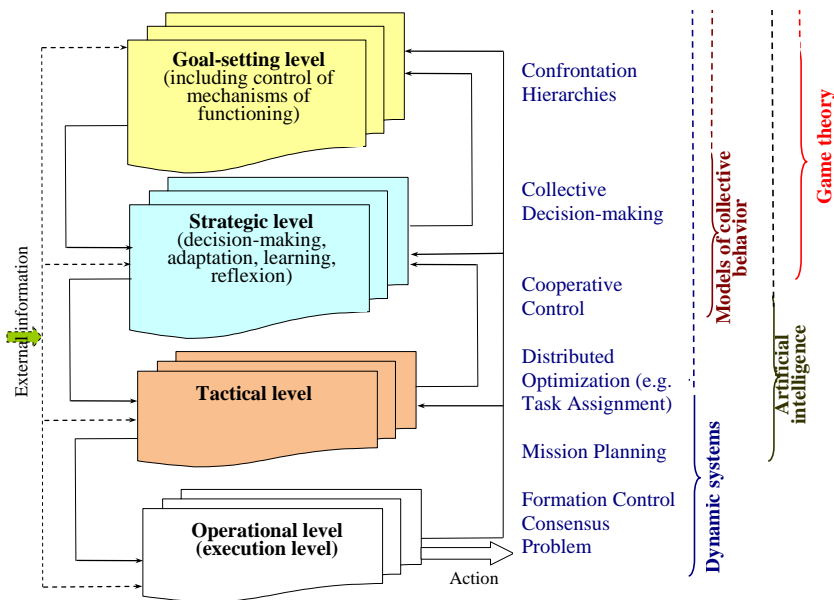 Goal-setting level
(including control of
mechanisms of
functioning)
Strategic level
(decision-making,
adaptation, learning,
reflexion)
Tactical level
Operational level
(execution level)
External information
Action
Confrontation
Hierarchies
Collective
Decision-making
Cooperative
Control
Distributed
Optimization (e.g.
Task Assignment)
Mission Planning
Formation Control
Consensus
Problem
Dynamic systems
Models of collective
behavior
Artificial
intelligence
Game theory